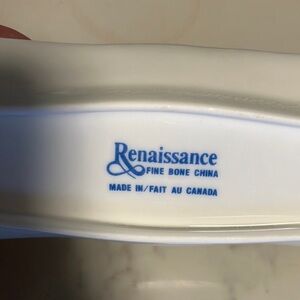 Renaissance
FINE BONE CHINA
MADE IN/FAIT AU CANADA